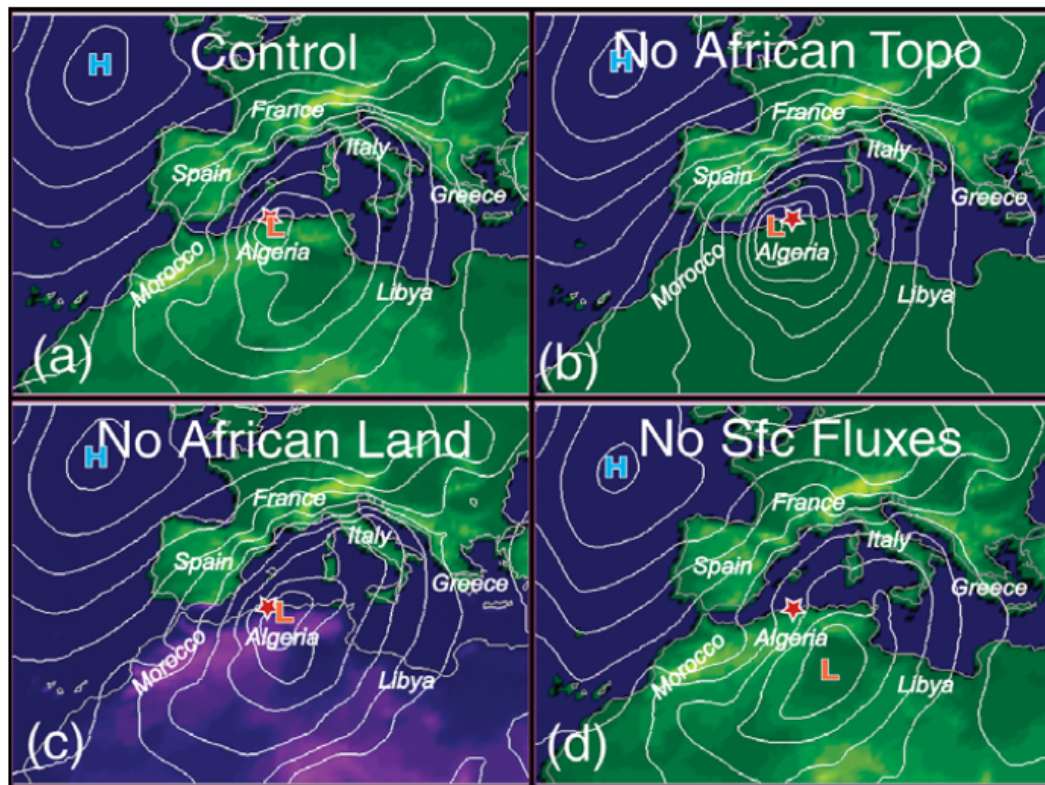 Control
H
France
Italy
Spain
Greece
L
Algeria
Morocco
Libya
(a)
No African Topo
H
France
Italy
Spain
Greece
L
Algeria
Morocco
Libya
(b)
No African Land
H
France
Italy
Spain
Greece
L
Algeria
Morocco
Libya
(c)
No Sfc Fluxes
H
France
Italy
Spain
Greece
Algeria
Morocco
L
Libya
(d)